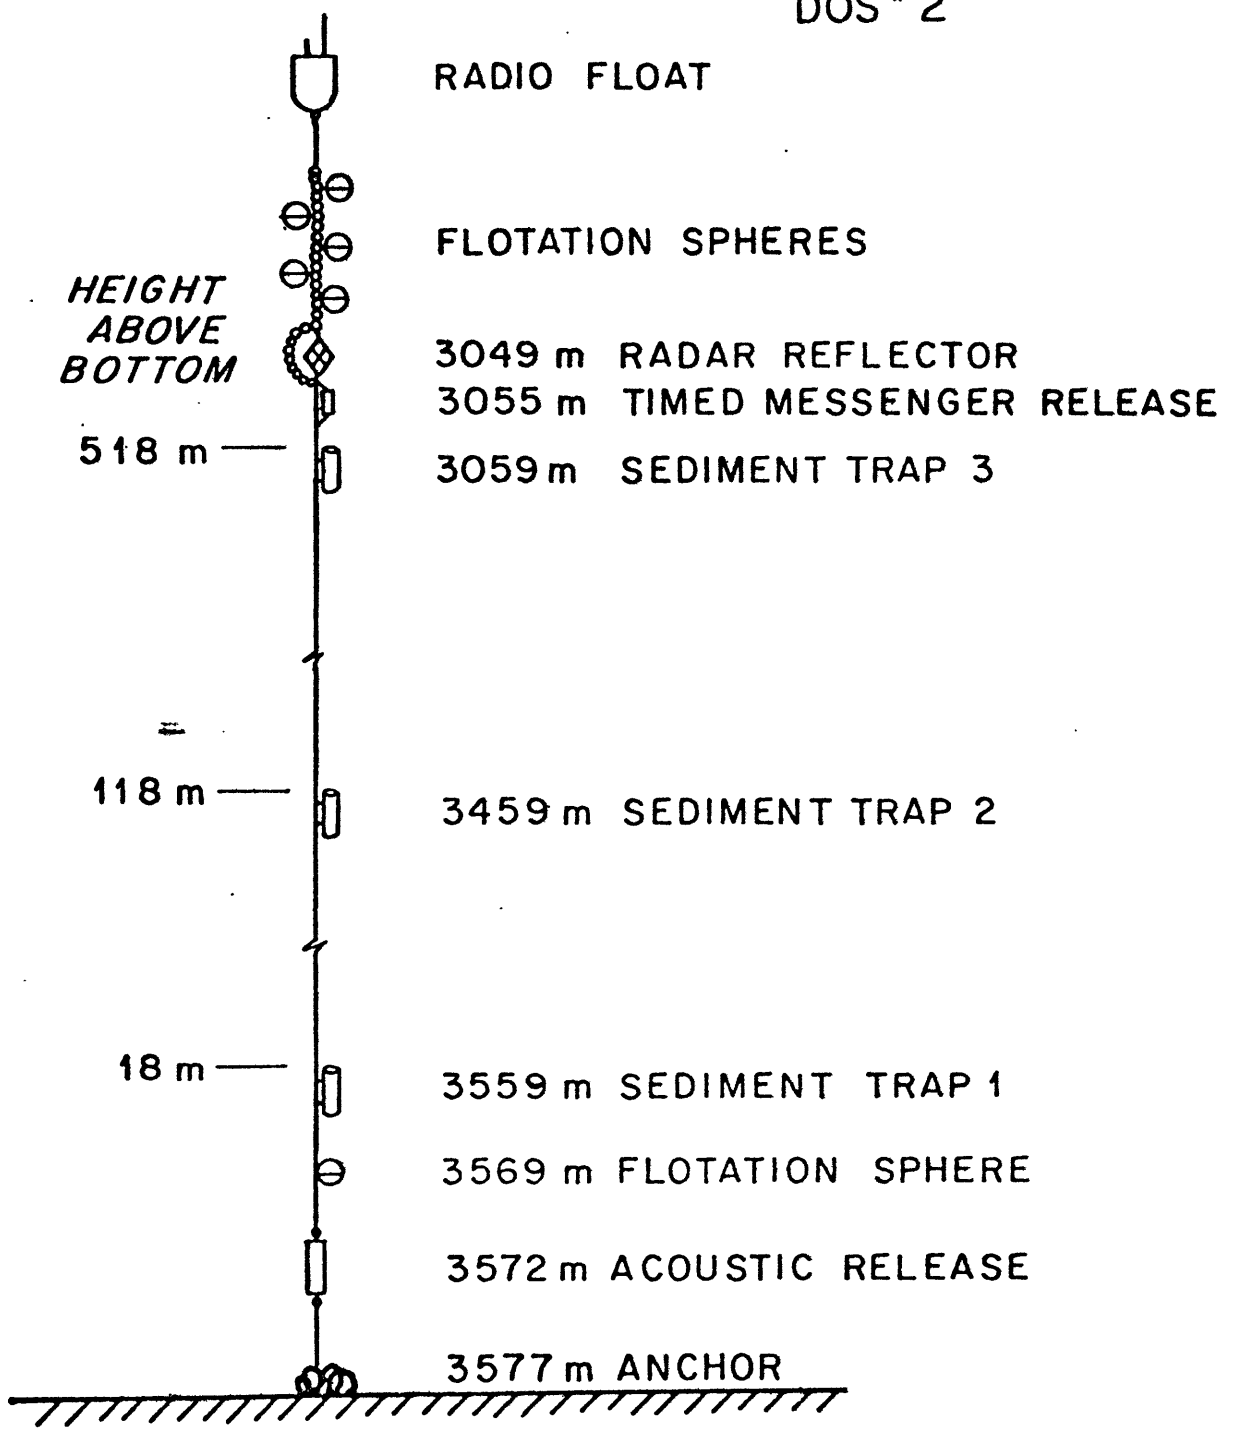 DOS # 2
RADIO FLOAT
FLOTATION SPHERES
HEIGHT
ABOVE
BOTTOM
3049 m RADAR REFLECTOR
3055 m TIMED MESSENGER RELEASE
518 m
3059 m SEDIMENT TRAP 3
118 m
3459 m SEDIMENT TRAP 2
18 m
3559 m SEDIMENT TRAP 1
3569 m FLOTATION SPHERE
3572 m ACOUSTIC RELEASE
3577 m ANCHOR